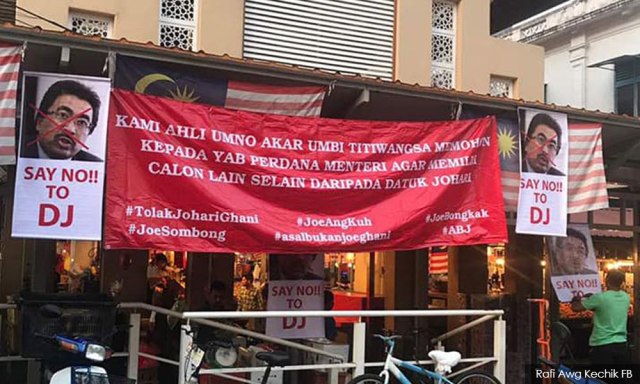 KAMI AHLI UMNO AKAR UMBI TITIWANGSA MEMOHON
KEPADA YAB PERDANA MENTERI AGAR MEMILIH
CALON LAIN SELAIN DARIPADA DATUK JOHARI
#TolakJohariGhani #JoeAngKuh #JoeBongkak
#JoeSombong #asalbukanjoeghani #ABJ
SAY NO!!
TO
DJ
SAY NO!!
TO
DJ
SAY NO!!
TO
DJ
SAY NO!!
TO
DJ
Rafi Awg Kechik FB